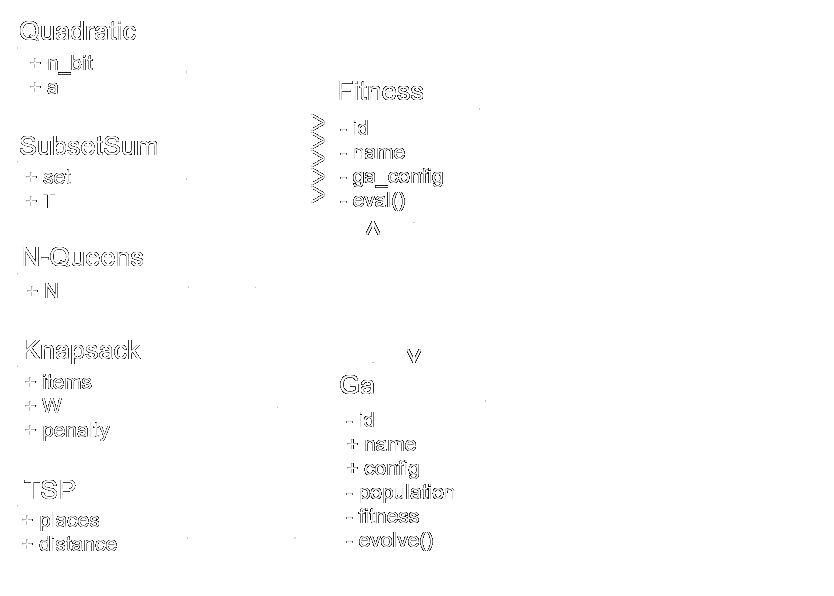 Quadratic
+ n_bit
+ a
SubsetSum
+ set
+ T
N-Queens
+ N
Knapsack
+ items
+ W
+ penalty
TSP
+ places
+ distance
Fitness
- id
- name
- ga_config
- eval()
Ga
- id
+ name
+ config
- population
- fitness
- evolve()